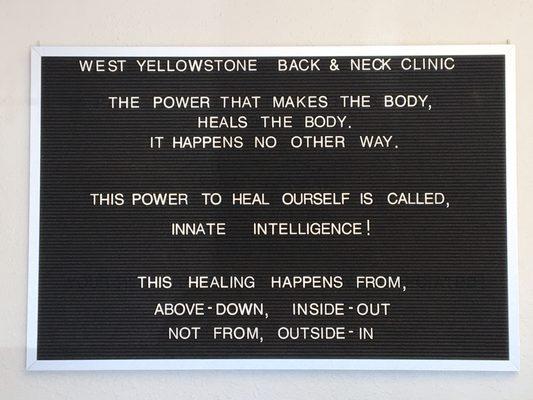 WEST YELLOWSTONE BACK & NECK CLINIC
THE POWER THAT MAKES THE BODY,
HEALS THE BODY.
IT HAPPENS NO OTHER WAY.
THIS POWER TO HEAL OURSELF IS CALLED,
INNATE INTELLIGENCE!
THIS HEALING HAPPENS FROM,
ABOVE-DOWN, INSIDE-OUT
NOT FROM, OUTSIDE-IN